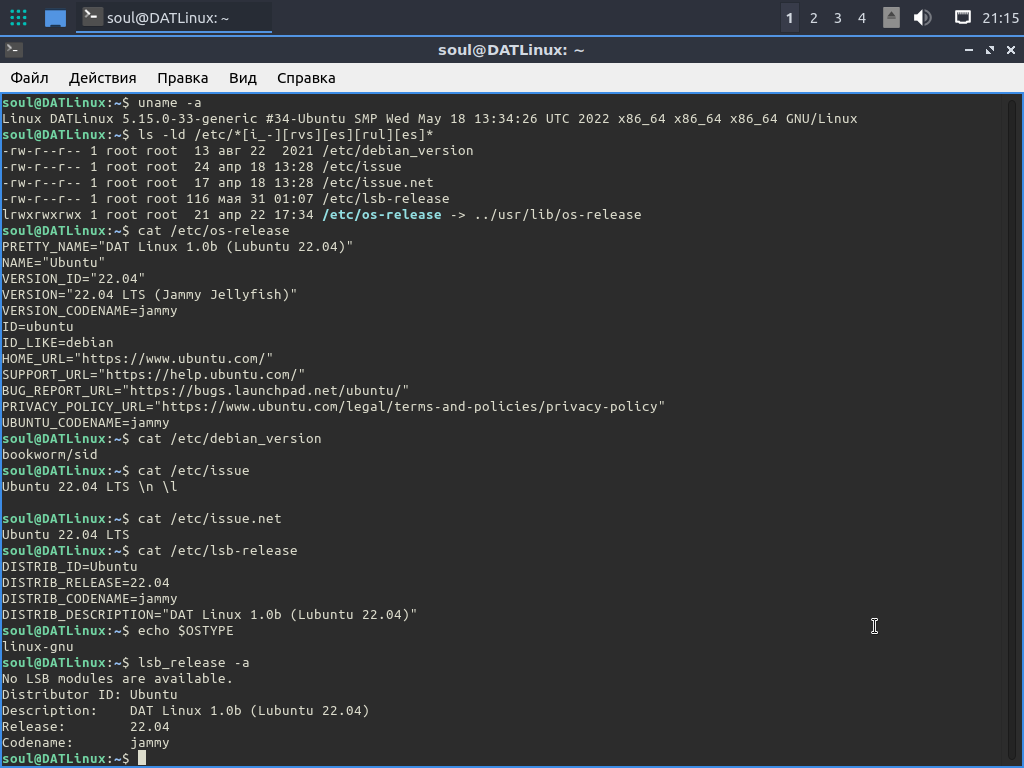 soul@DATLinux: ~
1 2 3 4
21:15
soul@DATLinux: ~
Файл Действия Правка Вид Справка
soul@DATLinux:~$ uname -a
Linux DATLinux 5.15.0-33-generic #34-Ubuntu SMP Wed May 18 13:34:26 UTC 2022 x86_64 x86_64 x86_64 GNU/Linux
soul@DATLinux:~$ ls -ld /etc/*[i_-][rvs][es][rul][es]*
-rw-r--r-- 1 root root  13 авг 22  2021 /etc/debian_version
-rw-r--r-- 1 root root  24 апр 18 13:28 /etc/issue
-rw-r--r-- 1 root root  17 апр 18 13:28 /etc/issue.net
-rw-r--r-- 1 root root 116 мая 31 01:07 /etc/lsb-release
lrwxrwxrwx 1 root root  21 апр 22 17:34 /etc/os-release -> ../usr/lib/os-release
soul@DATLinux:~$ cat /etc/os-release
PRETTY_NAME="DAT Linux 1.0b (Lubuntu 22.04)"
NAME="Ubuntu"
VERSION_ID="22.04"
VERSION="22.04 LTS (Jammy Jellyfish)"
VERSION_CODENAME=jammy
ID=ubuntu
ID_LIKE=debian
HOME_URL="https://www.ubuntu.com/"
SUPPORT_URL="https://help.ubuntu.com/"
BUG_REPORT_URL="https://bugs.launchpad.net/ubuntu/"
PRIVACY_POLICY_URL="https://www.ubuntu.com/legal/terms-and-policies/privacy-policy"
UBUNTU_CODENAME=jammy
soul@DATLinux:~$ cat /etc/debian_version
bookworm/sid
soul@DATLinux:~$ cat /etc/issue
Ubuntu 22.04 LTS \n \l
soul@DATLinux:~$ cat /etc/issue.net
Ubuntu 22.04 LTS
soul@DATLinux:~$ cat /etc/lsb-release
DISTRIB_ID=Ubuntu
DISTRIB_RELEASE=22.04
DISTRIB_CODENAME=jammy
DISTRIB_DESCRIPTION="DAT Linux 1.0b (Lubuntu 22.04)"
soul@DATLinux:~$ echo $OSTYPE
linux-gnu
soul@DATLinux:~$ lsb_release -a
No LSB modules are available.
Distributor ID: Ubuntu
Description:    DAT Linux 1.0b (Lubuntu 22.04)
Release:        22.04
Codename:       jammy
soul@DATLinux:~$